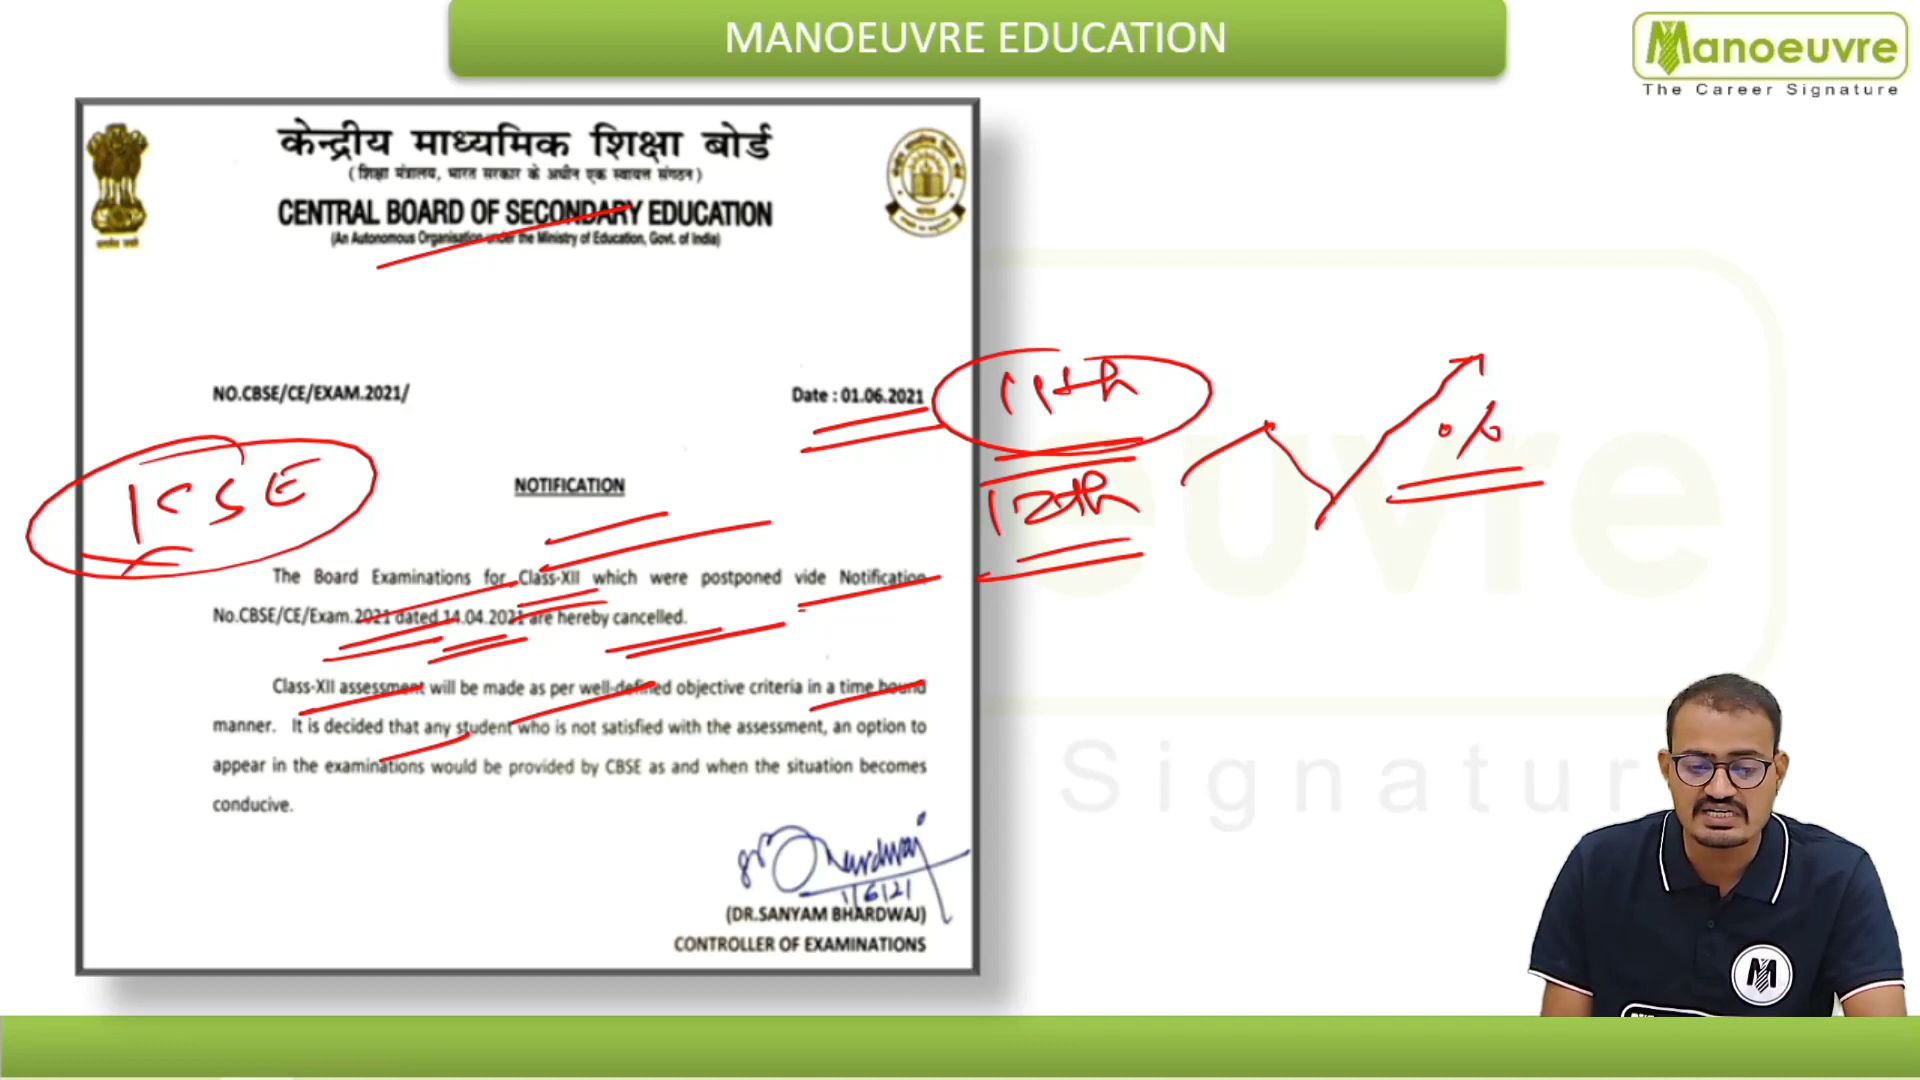 MANOEUVRE EDUCATION
Manoeuvre
The Career Signature
केन्द्रीय माध्यमिक शिक्षा बोर्ड
(शिक्षा मंत्रालय, भारत सरकार के अधीन एक स्वायत्त संगठन)
CENTRAL BOARD OF SECONDARY EDUCATION
(An Autonomous Organisation under the Ministry of Education, Govt. of India)
NO.CBSE/CE/EXAM.2021/
Date : 01.06.2021
11th
%
12th
NOTIFICATION
The Board Examinations for Class-XII which were postponed vide Notification
No.CBSE/CE/Exam.2021 dated 14.04.2021 are hereby cancelled.
Class-XII assessment will be made as per well-defined objective criteria in a time bound
manner. It is decided that any student who is not satisfied with the assessment, an option to
appear in the examinations would be provided by CBSE as and when the situation becomes
conducive.
1/6/21
(DR.SANYAM BHARDWAJ)
CONTROLLER OF EXAMINATIONS
euvre
Signatur
M